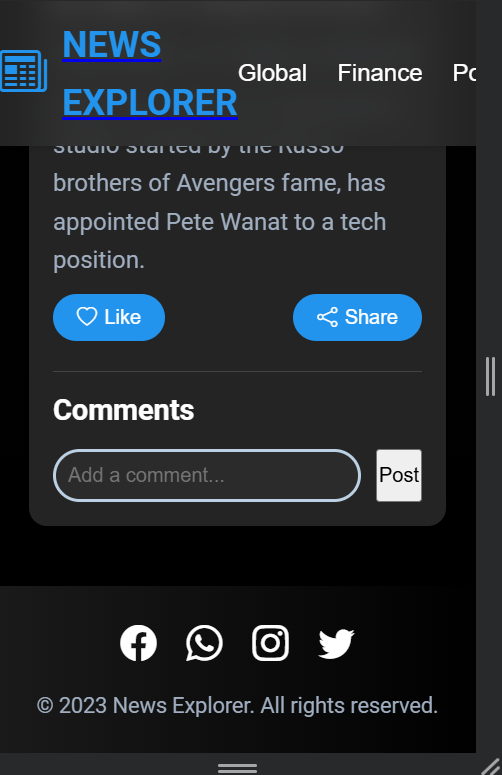 NEWS
EXPLORER
Global Finance Po
studio started by the Russo
brothers of Avengers fame, has
appointed Pete Wanat to a tech
position.
Like Share
Comments
Add a comment... Post
© 2023 News Explorer. All rights reserved.